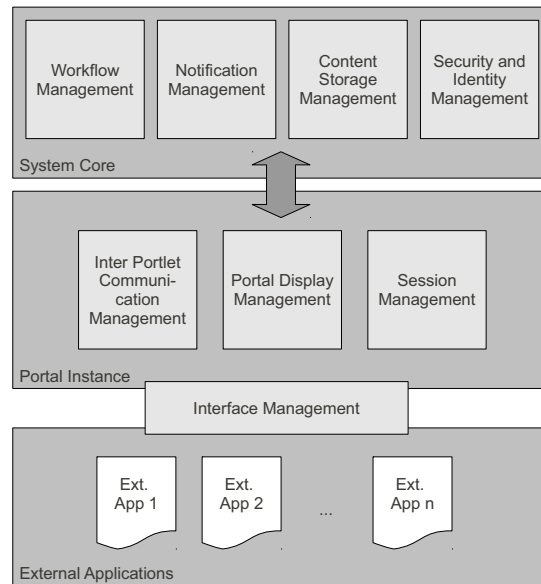 Workflow
Management
Notification
Management
Content
Storage
Management
Security and
Identity
Management
System Core
Inter Portlet
Communi-
cation
Management
Portal Display
Management
Session
Management
Portal Instance
Interface Management
Ext.
App 1
Ext.
App 2
...
Ext.
App n
External Applications